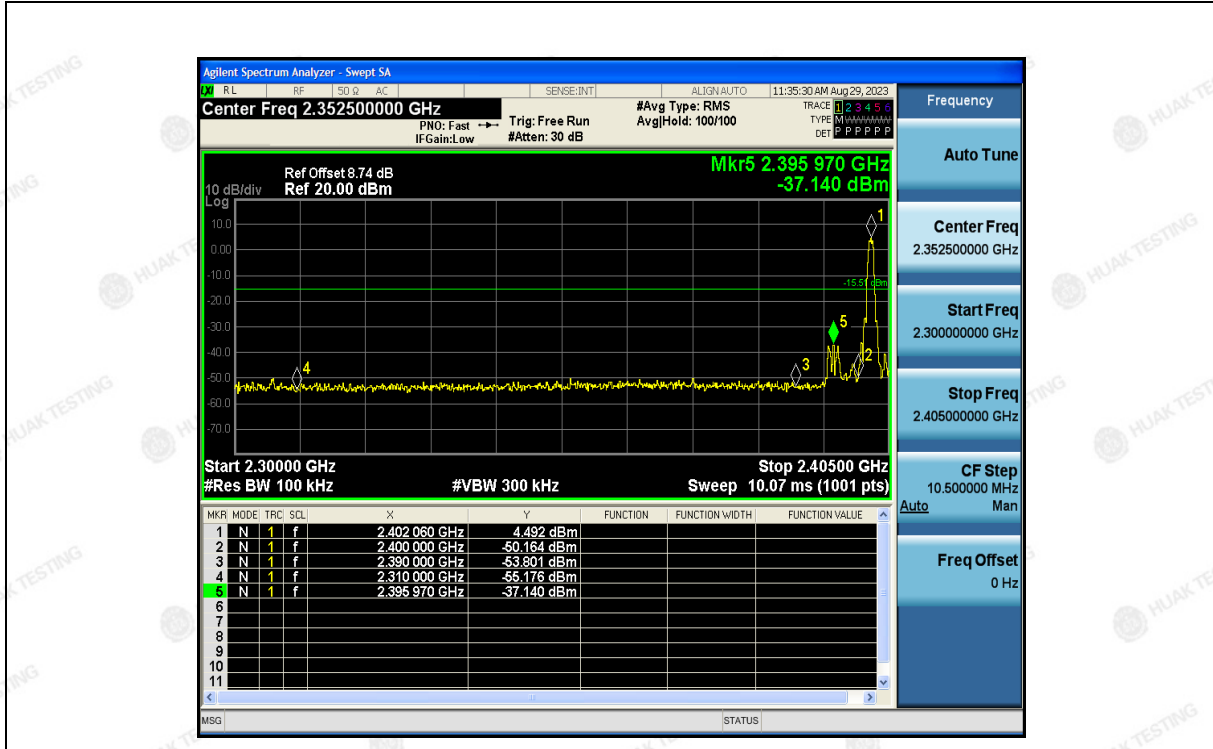 Agilent Spectrum Analyzer - Swept SA
LXI RL RF 50 Ω AC SENSE:INT ALIGN AUTO 11:35:30 AM Aug 29, 2023
Center Freq 2.352500000 GHz
PNO: Fast
IFGain:Low
Trig: Free Run
#Atten: 30 dB
#Avg Type: RMS
Avg|Hold: 100/100
TRACE 1 2 3 4 5 6
TYPE M WWWWW
DET P P P P P P
Ref Offset 8.74 dB
10 dB/div Ref 20.00 dBm
Log
Mkr5 2.395 970 GHz
-37.140 dBm
10.0
0.00
-10.0
-20.0
-30.0
-40.0
-50.0
-60.0
-70.0
-15.51 dBm
1
5
2
3
4
Start 2.30000 GHz Stop 2.40500 GHz
#Res BW 100 kHz #VBW 300 kHz Sweep 10.07 ms (1001 pts)
MKR MODE TRC SCL X Y FUNCTION FUNCTION WIDTH FUNCTION VALUE
1 N 1 f 2.402 060 GHz 4.492 dBm
2 N 1 f 2.400 000 GHz -50.164 dBm
3 N 1 f 2.390 000 GHz -53.801 dBm
4 N 1 f 2.310 000 GHz -55.176 dBm
5 N 1 f 2.395 970 GHz -37.140 dBm
6
7
8
9
10
11
MSG STATUS
Frequency
Auto Tune
Center Freq
2.352500000 GHz
Start Freq
2.300000000 GHz
Stop Freq
2.405000000 GHz
CF Step
10.500000 MHz
Auto Man
Freq Offset
0 Hz
HUAK TESTING